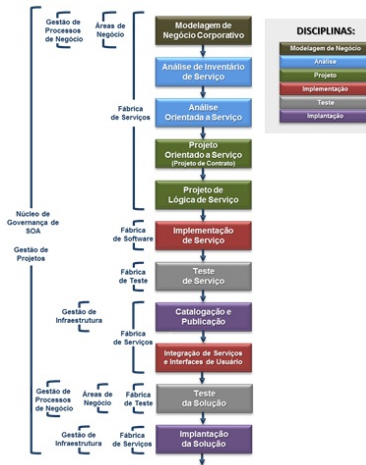 Gestão de
Processos
de Negócio
Áreas de
Negócio
Modelagem de
Negócio Corporativo
DISCIPLINAS:
Modelagem de Negócio
Análise
Projeto
Implementação
Teste
Implantação
Análise de Inventário
de Serviço
Fábrica
de Serviços
Análise
Orientada a Serviço
Projeto
Orientado a Serviço
(Projeto de Contrato)
Projeto de
Lógica de Serviço
Núcleo de
Governança de
SOA
Gestão de
Projetos
Fábrica
de Software
Implementação
de Serviço
Fábrica
de Teste
Teste
de Serviço
Gestão de
Infraestrutura
Fábrica
de Serviços
Catalogação e
Publicação
Integração de Serviços
e Interfaces de Usuário
Gestão de
Processos
de Negócio
Áreas de
Negócio
Fábrica
de Teste
Teste
da Solução
Gestão de
Infraestrutura
Fábrica
de Serviços
Implantação
da Solução